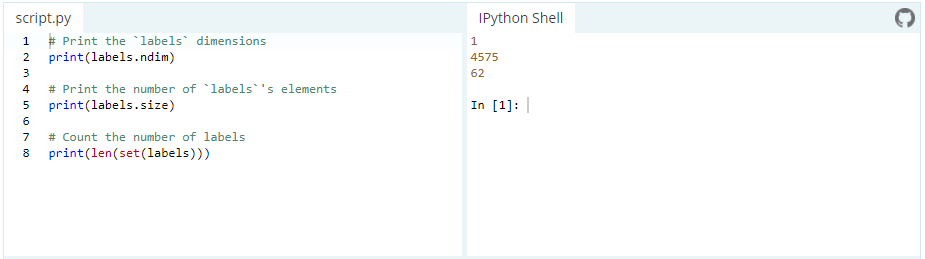 script.py
1 # Print the `labels` dimensions
2 print(labels.ndim)
3
4 # Print the number of `labels`'s elements
5 print(labels.size)
6
7 # Count the number of labels
8 print(len(set(labels)))
IPython Shell
1
4575
62
In [1]: